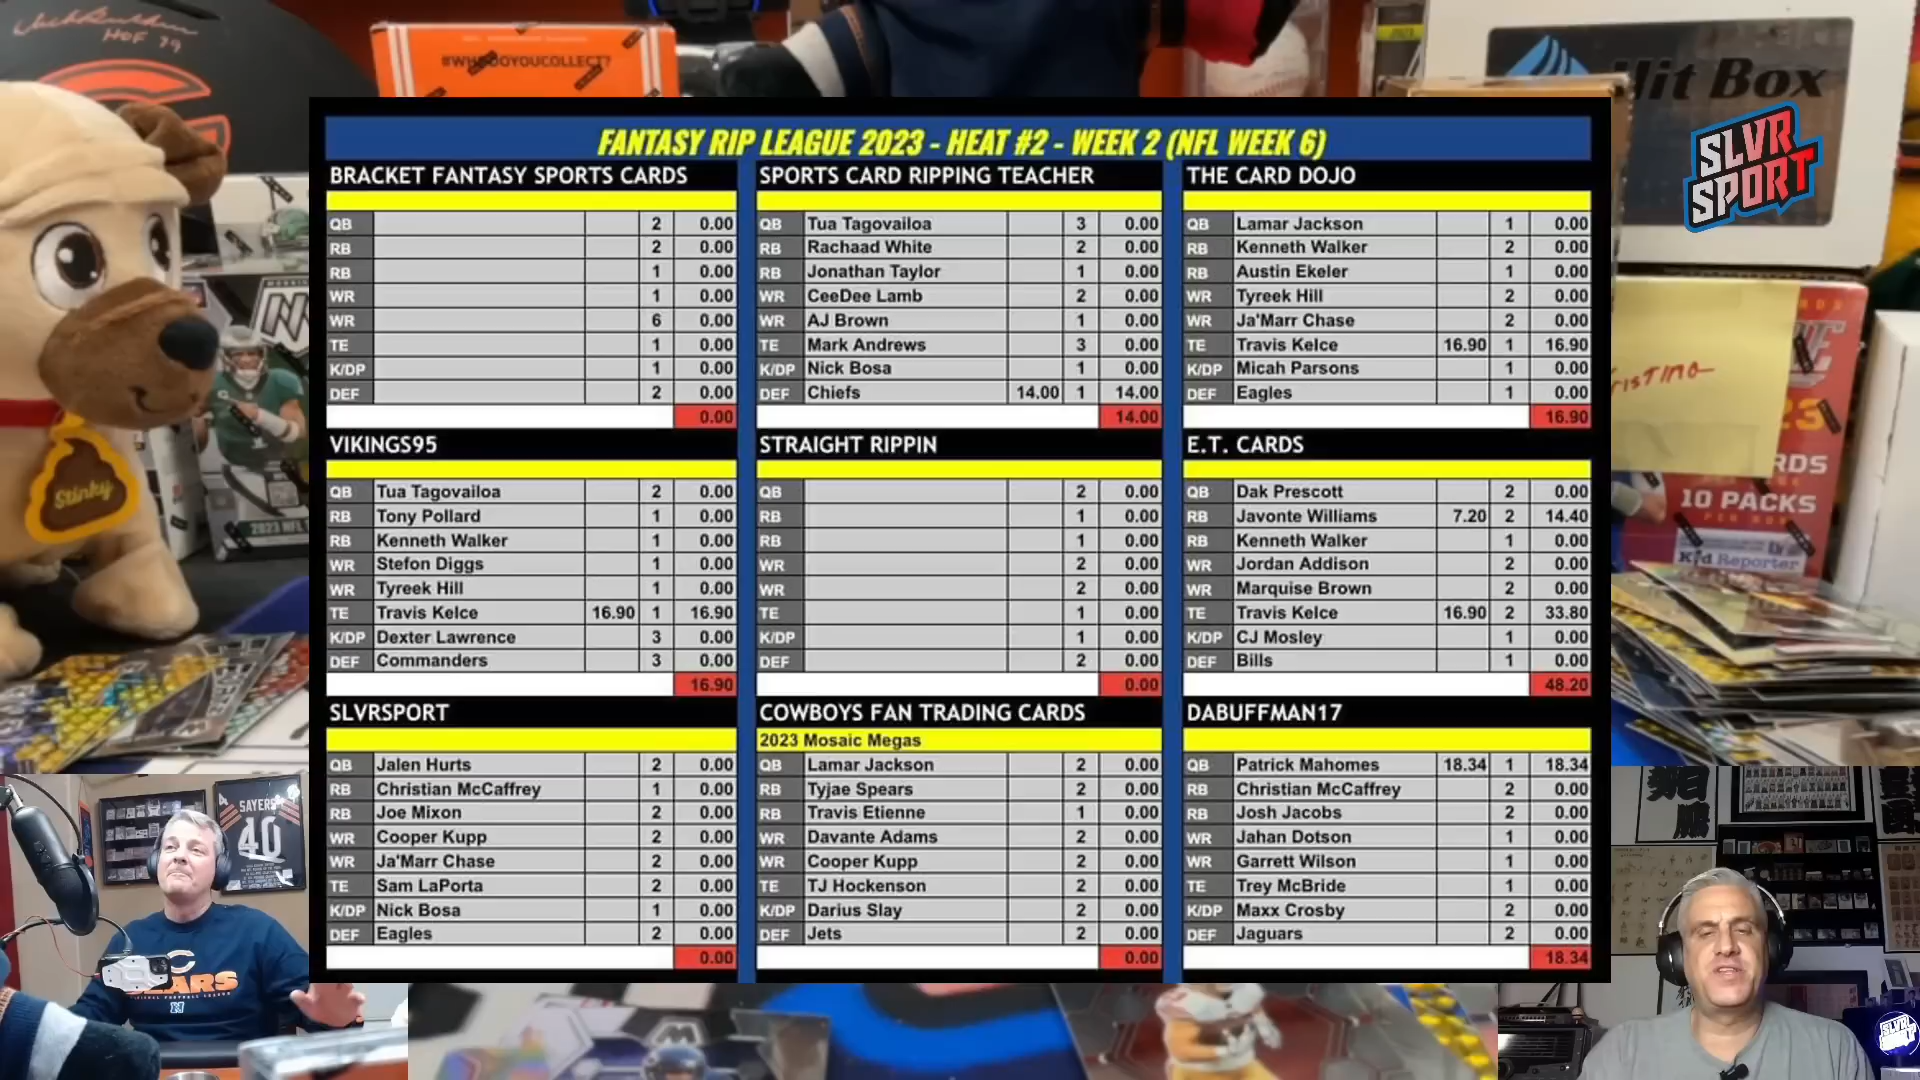 HOF 79
#WHODOYOUCOLLECT?
Hit Box
SLVR
SPORT
FANTASY RIP LEAGUE 2023 - HEAT #2 - WEEK 2 (NFL WEEK 6)
BRACKET FANTASY SPORTS CARDS
QB 2 0.00
RB 2 0.00
RB 1 0.00
WR 1 0.00
WR 6 0.00
TE 1 0.00
K/DP 1 0.00
DEF 2 0.00
0.00
SPORTS CARD RIPPING TEACHER
QB Tua Tagovailoa 3 0.00
RB Rachaad White 2 0.00
RB Jonathan Taylor 1 0.00
WR CeeDee Lamb 2 0.00
WR AJ Brown 1 0.00
TE Mark Andrews 3 0.00
K/DP Nick Bosa 1 0.00
DEF Chiefs 14.00 1 14.00
14.00
THE CARD DOJO
QB Lamar Jackson 1 0.00
RB Kenneth Walker 2 0.00
RB Austin Ekeler 1 0.00
WR Tyreek Hill 2 0.00
WR Ja'Marr Chase 2 0.00
TE Travis Kelce 16.90 1 16.90
K/DP Micah Parsons 1 0.00
DEF Eagles 1 0.00
16.90
VIKINGS95
QB Tua Tagovailoa 2 0.00
RB Tony Pollard 1 0.00
RB Kenneth Walker 1 0.00
WR Stefon Diggs 1 0.00
WR Tyreek Hill 1 0.00
TE Travis Kelce 16.90 1 16.90
K/DP Dexter Lawrence 3 0.00
DEF Commanders 3 0.00
16.90
STRAIGHT RIPPIN
QB 2 0.00
RB 1 0.00
RB 1 0.00
WR 2 0.00
WR 2 0.00
TE 1 0.00
K/DP 1 0.00
DEF 2 0.00
0.00
E.T. CARDS
QB Dak Prescott 2 0.00
RB Javonte Williams 7.20 2 14.40
RB Kenneth Walker 1 0.00
WR Jordan Addison 2 0.00
WR Marquise Brown 2 0.00
TE Travis Kelce 16.90 2 33.80
K/DP CJ Mosley 1 0.00
DEF Bills 1 0.00
48.20
SLVRSPORT
QB Jalen Hurts 2 0.00
RB Christian McCaffrey 1 0.00
RB Joe Mixon 2 0.00
WR Cooper Kupp 2 0.00
WR Ja'Marr Chase 2 0.00
TE Sam LaPorta 2 0.00
K/DP Nick Bosa 1 0.00
DEF Eagles 2 0.00
0.00
COWBOYS FAN TRADING CARDS
2023 Mosaic Megas
QB Lamar Jackson 2 0.00
RB Tyjae Spears 2 0.00
RB Travis Etienne 1 0.00
WR Davante Adams 2 0.00
WR Cooper Kupp 2 0.00
TE TJ Hockenson 2 0.00
K/DP Darius Slay 2 0.00
DEF Jets 2 0.00
0.00
DABUFFMAN17
QB Patrick Mahomes 18.34 1 18.34
RB Christian McCaffrey 2 0.00
RB Josh Jacobs 2 0.00
WR Jahan Dotson 1 0.00
WR Garrett Wilson 1 0.00
TE Trey McBride 1 0.00
K/DP Maxx Crosby 2 0.00
DEF Jaguars 2 0.00
18.34
Stinky
2023 NFL
10 PACKS
Kid Reporter
SAYERS
40
BEARS
SLVR
SPORT